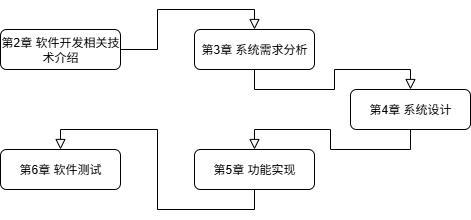 第2章 软件开发相关技
术介绍
第3章 系统需求分析
第4章 系统设计
第5章 功能实现
第6章 软件测试